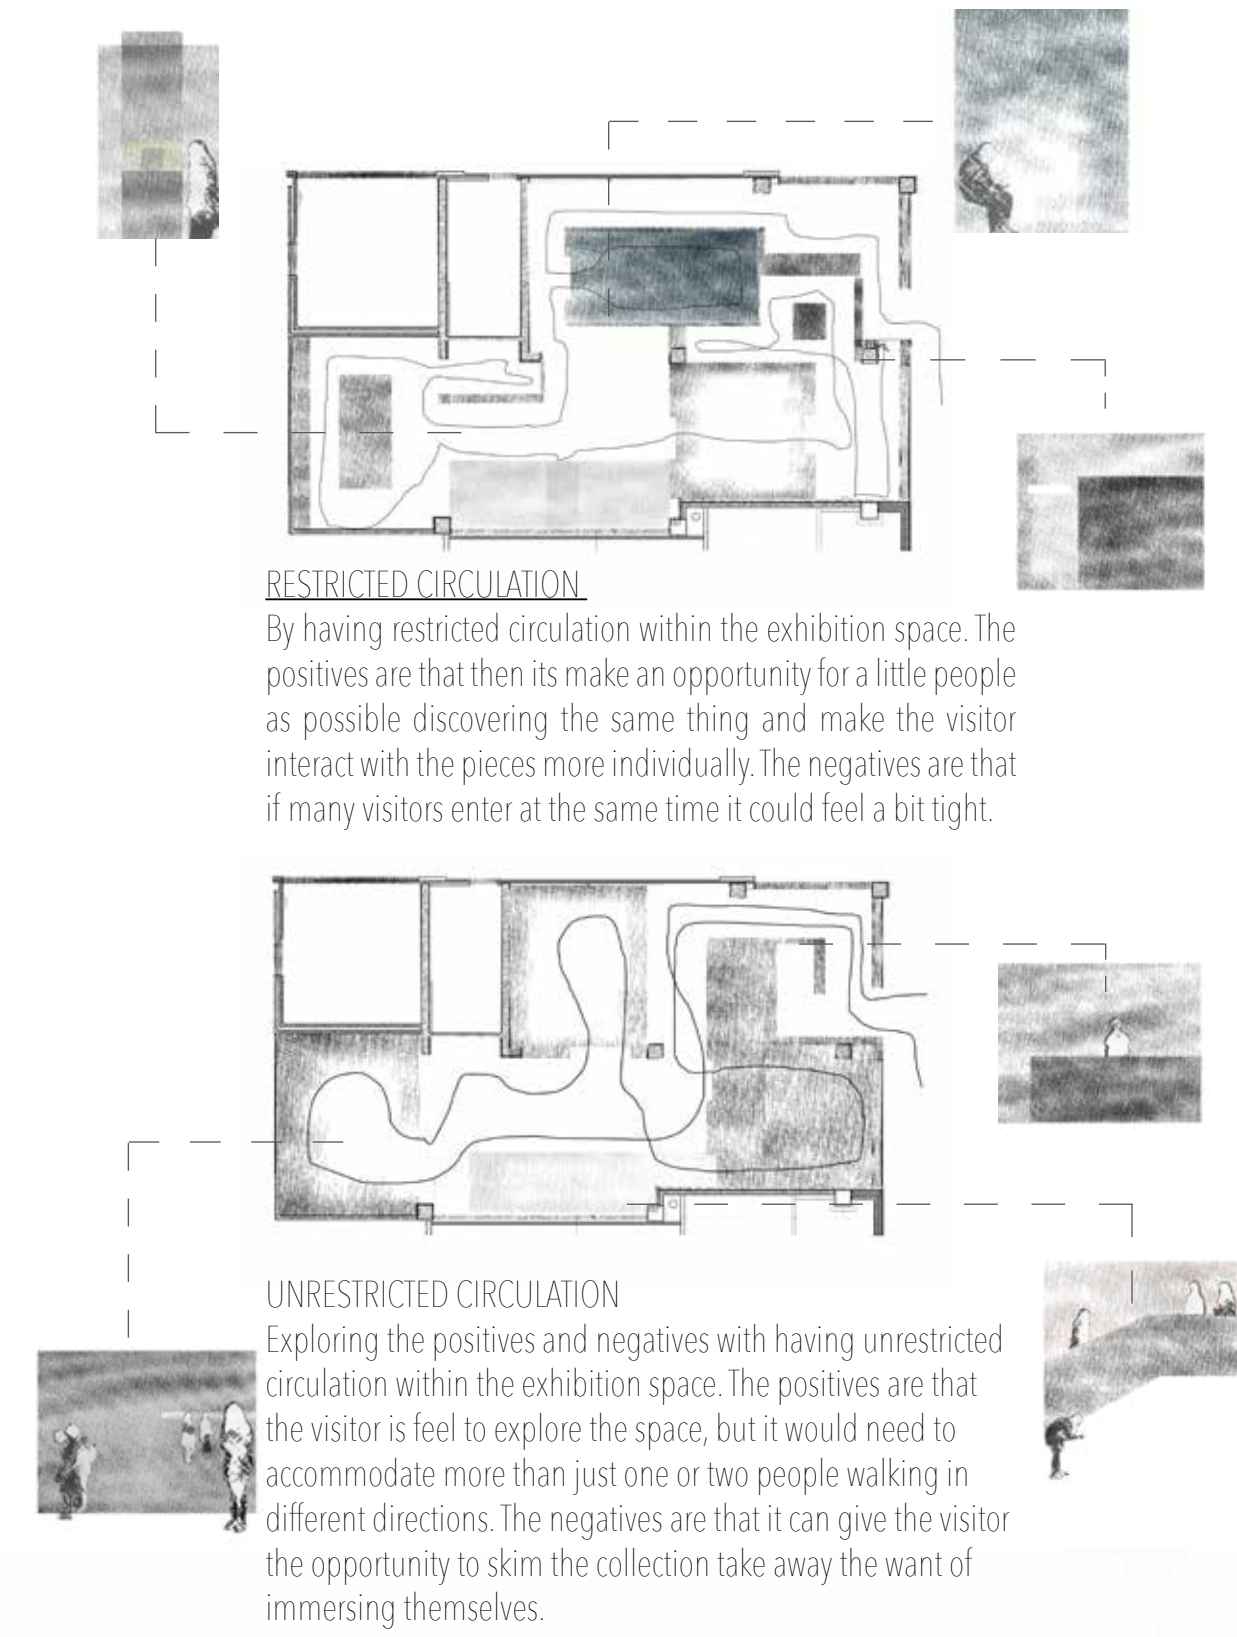 RESTRICTED CIRCULATION
By having restricted circulation within the exhibition space. The
positives are that then its make an opportunity for a little people
as possible discovering the same thing and make the visitor
interact with the pieces more individually. The negatives are that
if many visitors enter at the same time it could feel a bit tight.
UNRESTRICTED CIRCULATION
Exploring the positives and negatives with having unrestricted
circulation within the exhibition space. The positives are that
the visitor is feel to explore the space, but it would need to
accommodate more than just one or two people walking in
different directions. The negatives are that it can give the visitor
the opportunity to skim the collection take away the want of
immersing themselves.